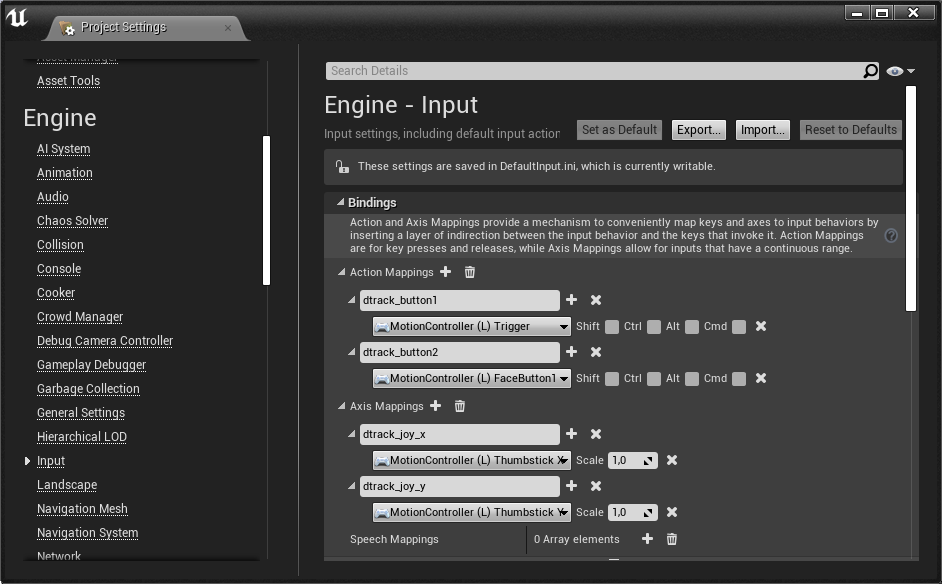 Project Settings
Asset Manager
Asset Tools
Engine
AI System
Animation
Audio
Chaos Solver
Collision
Console
Cooker
Crowd Manager
Debug Camera Controller
Gameplay Debugger
Garbage Collection
General Settings
Hierarchical LOD
Input
Landscape
Navigation Mesh
Navigation System
Network
Search Details
Engine - Input
Input settings, including default input action
Set as Default Export... Import... Reset to Defaults
These settings are saved in DefaultInput.ini, which is currently writable.
Bindings
Action and Axis Mappings provide a mechanism to conveniently map keys and axes to input behaviors by
inserting a layer of indirection between the input behavior and the keys that invoke it. Action Mappings
are for key presses and releases, while Axis Mappings allow for inputs that have a continuous range.
Action Mappings
dtrack_button1
MotionController (L) Trigger Shift Ctrl Alt Cmd
dtrack_button2
MotionController (L) FaceButton1 Shift Ctrl Alt Cmd
Axis Mappings
dtrack_joy_x
MotionController (L) Thumbstick X Scale 1,0
dtrack_joy_y
MotionController (L) Thumbstick Y Scale 1,0
Speech Mappings 0 Array elements